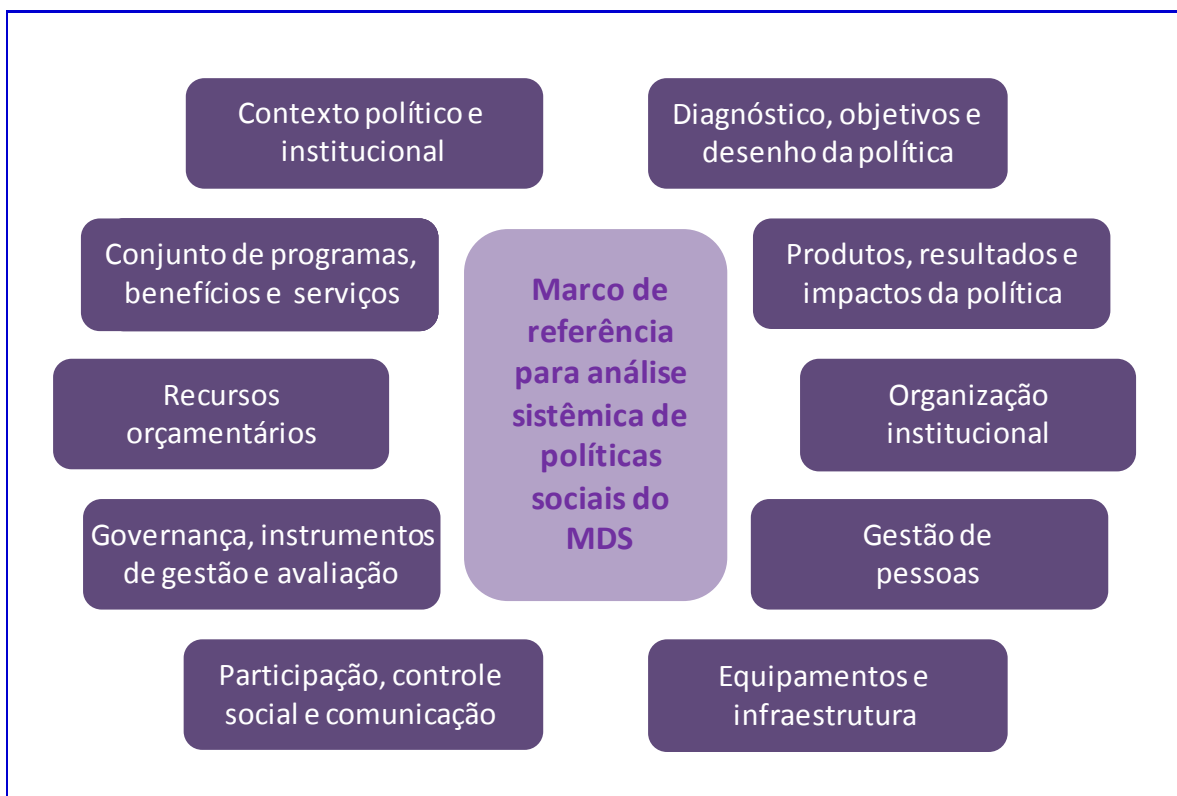 Contexto político e
institucional
Diagnóstico, objetivos e
desenho da política
Conjunto de programas,
benefícios e serviços
Marco de
referência
para análise
sistêmica de
políticas
sociais do
MDS
Produtos, resultados e
impactos da política
Recursos
orçamentários
Organização
institucional
Governança, instrumentos
de gestão e avaliação
Gestão de
pessoas
Participação, controle
social e comunicação
Equipamentos e
infraestrutura